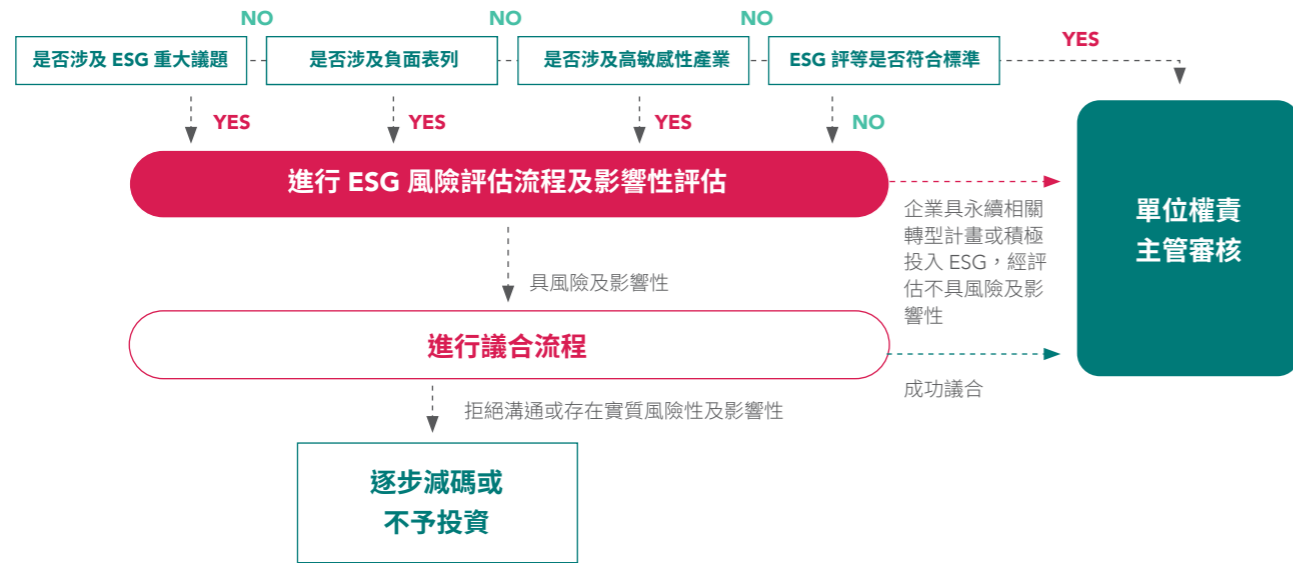 NO
NO
NO
是否涉及 ESG 重大議題
是否涉及負面表列
是否涉及高敏感性產業
ESG 評等是否符合標準
YES
YES
YES
YES
NO
進行 ESG 風險評估流程及影響性評估
企業具永續相關
轉型計畫或積極
投入 ESG，經評
估不具風險及影
響性
單位權責
主管審核
具風險及影響性
進行議合流程
成功議合
拒絕溝通或存在實質風險性及影響性
逐步減碼或
不予投資